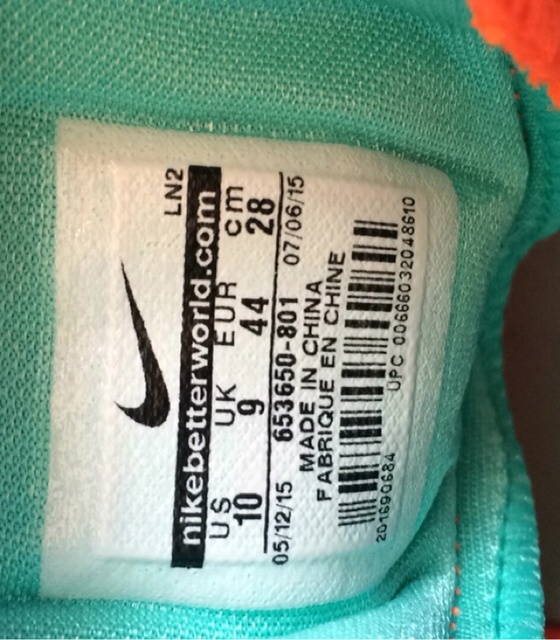 LN2
nikebetterworld.com
US UK EUR cm
10 9 44 28
05/12/15 653650-801 07/06/15
MADE IN CHINA
FABRIQUE EN CHINE
201690684 UPC 00666032048610